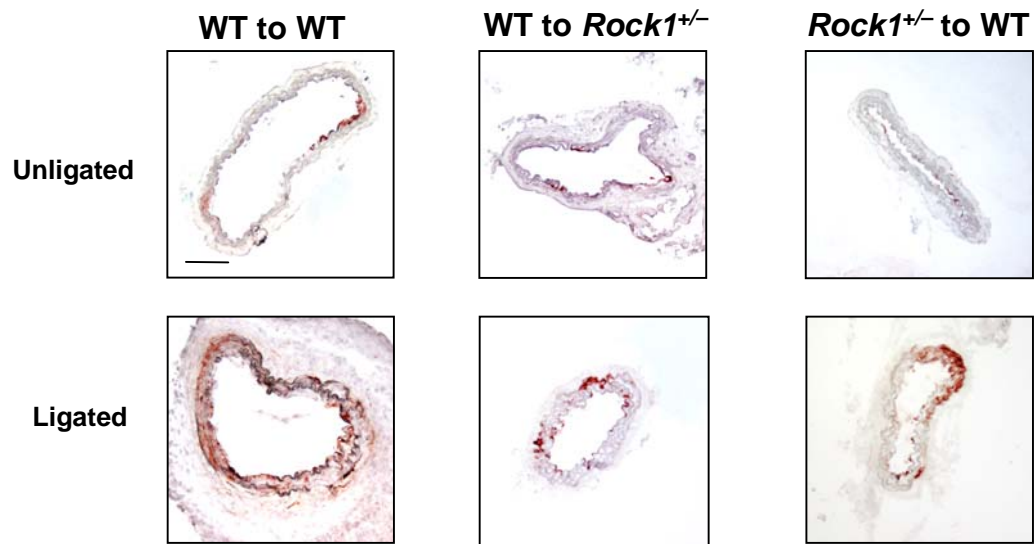 WT to WT
WT to Rock1+/–
Rock1+/– to WT
Unligated
Ligated